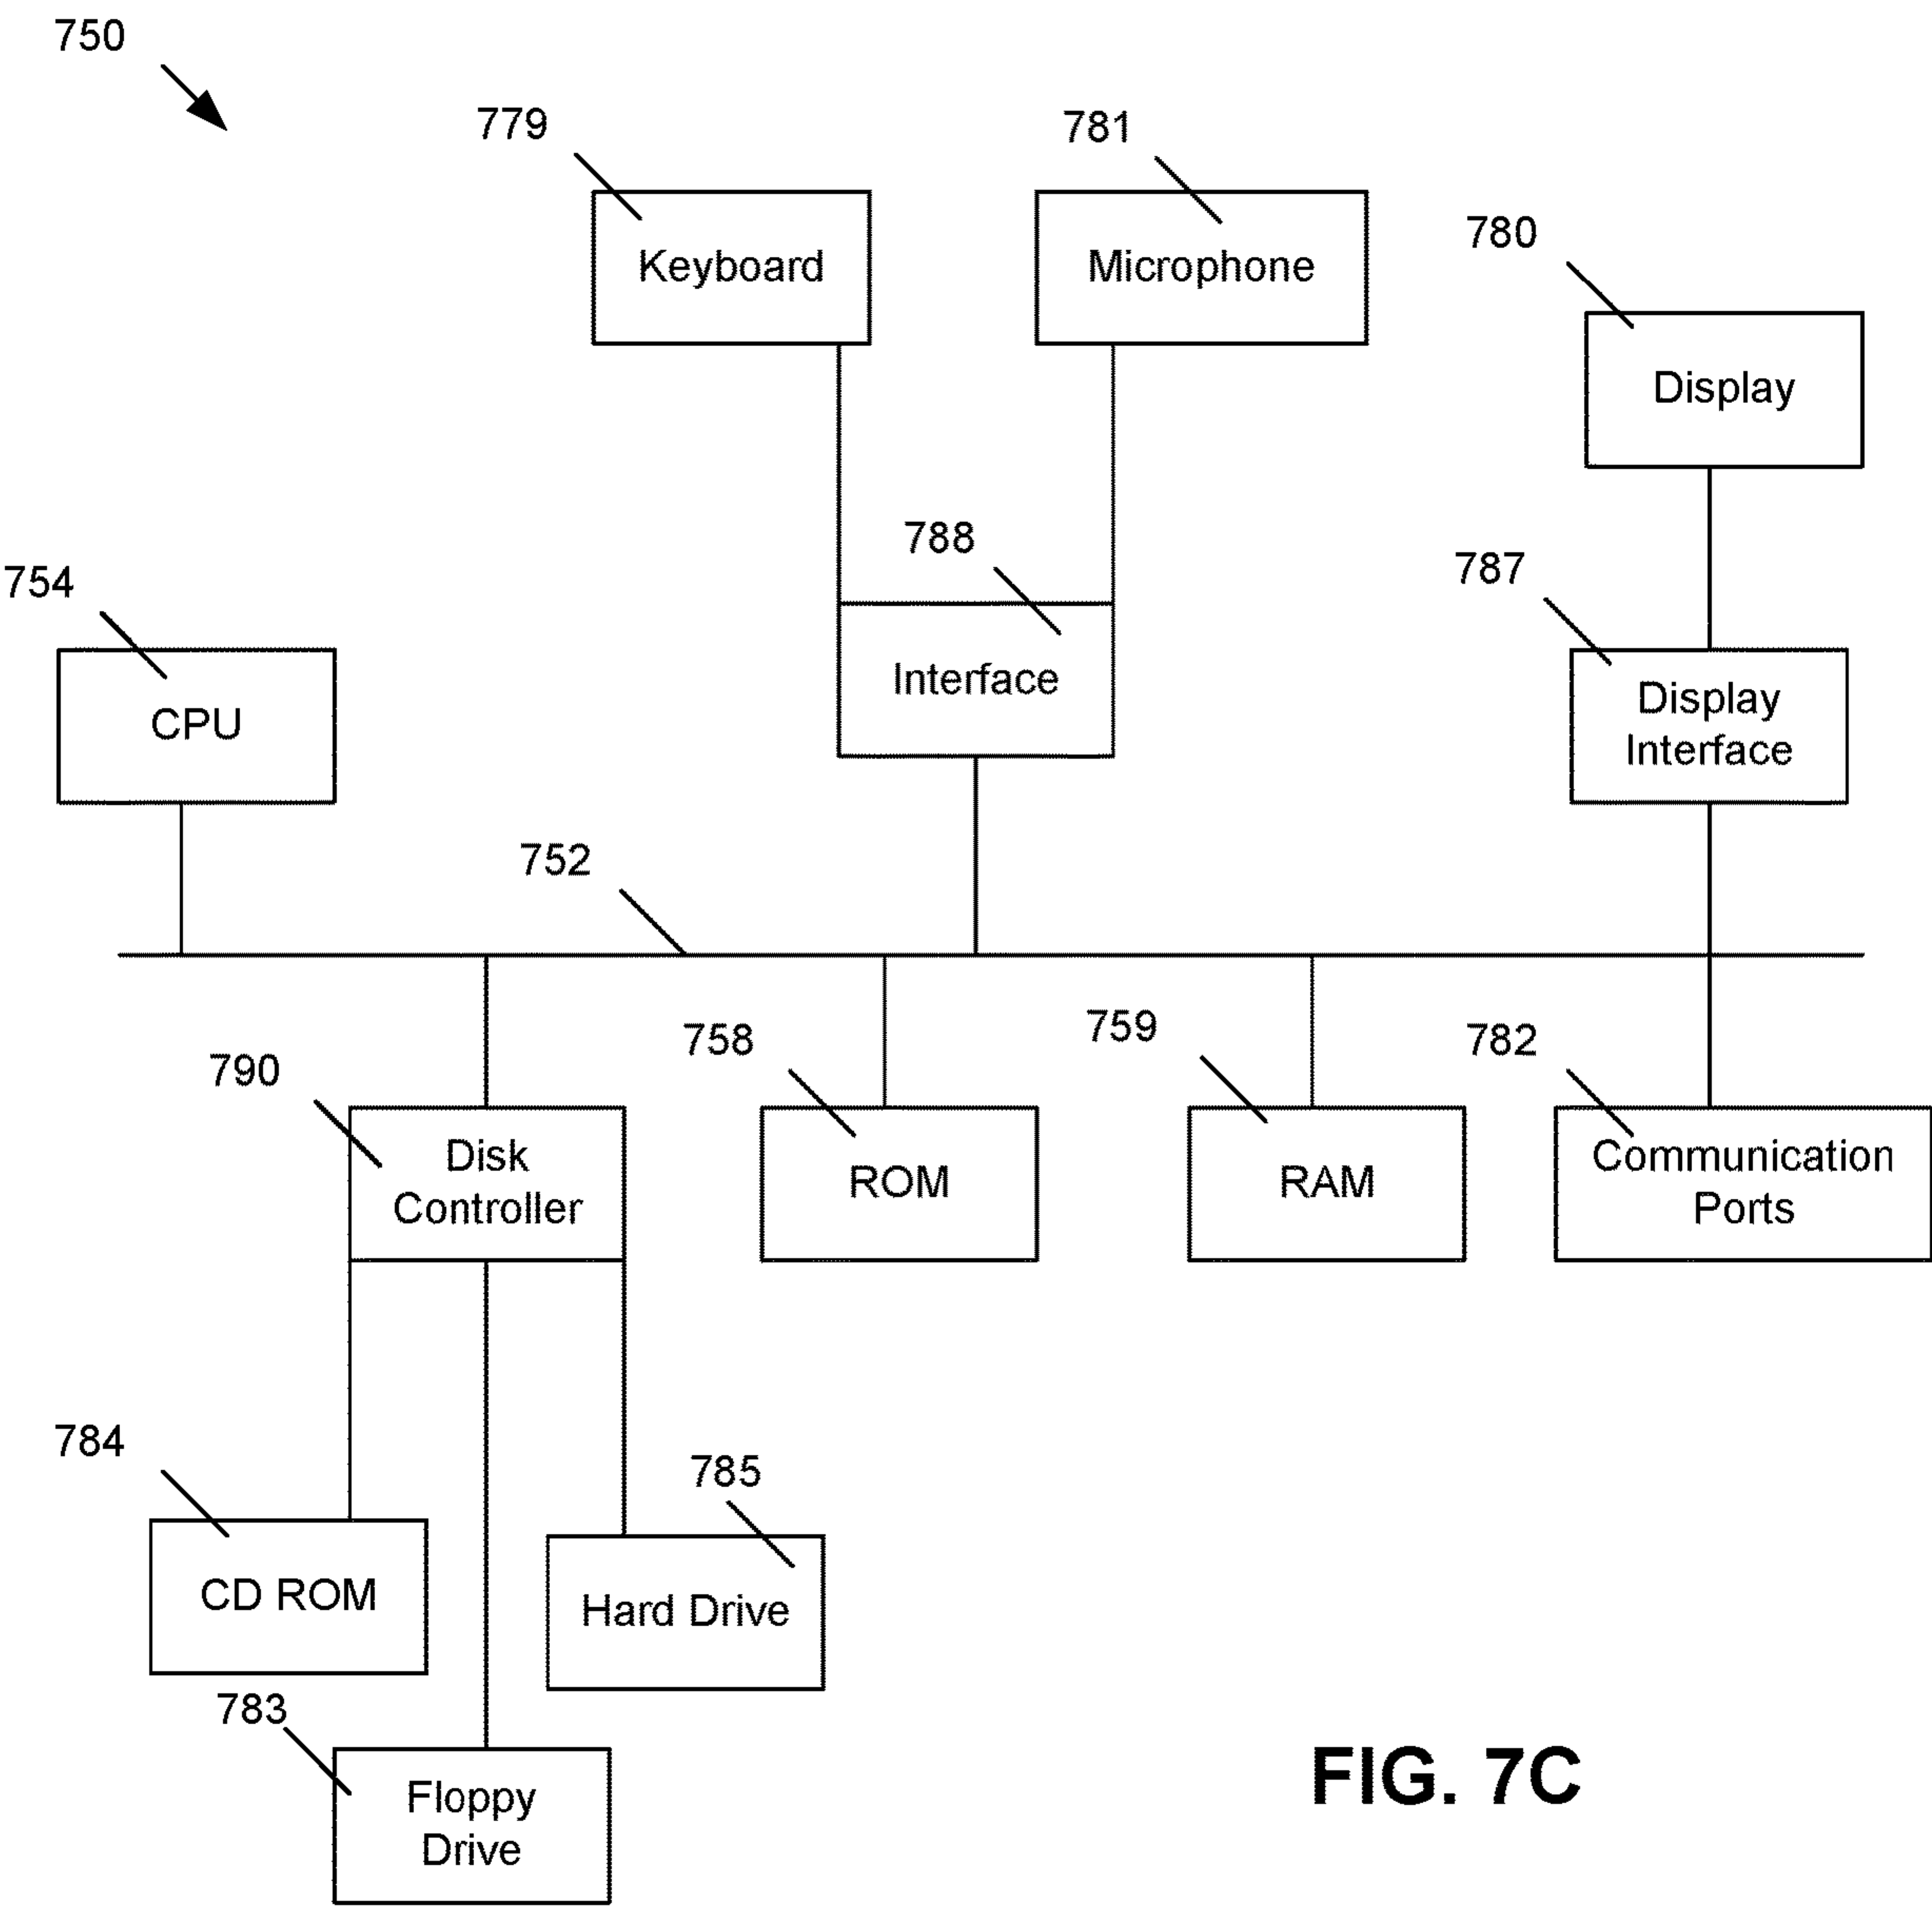 750
779
781
Keyboard
Microphone
780
Display
788
754
787
Interface
CPU
Display
Interface
752
790
758
759
782
Disk
Controller
ROM
RAM
Communication
Ports
784
785
CD ROM
Hard Drive
783
Floppy
Drive
FIG. 7C